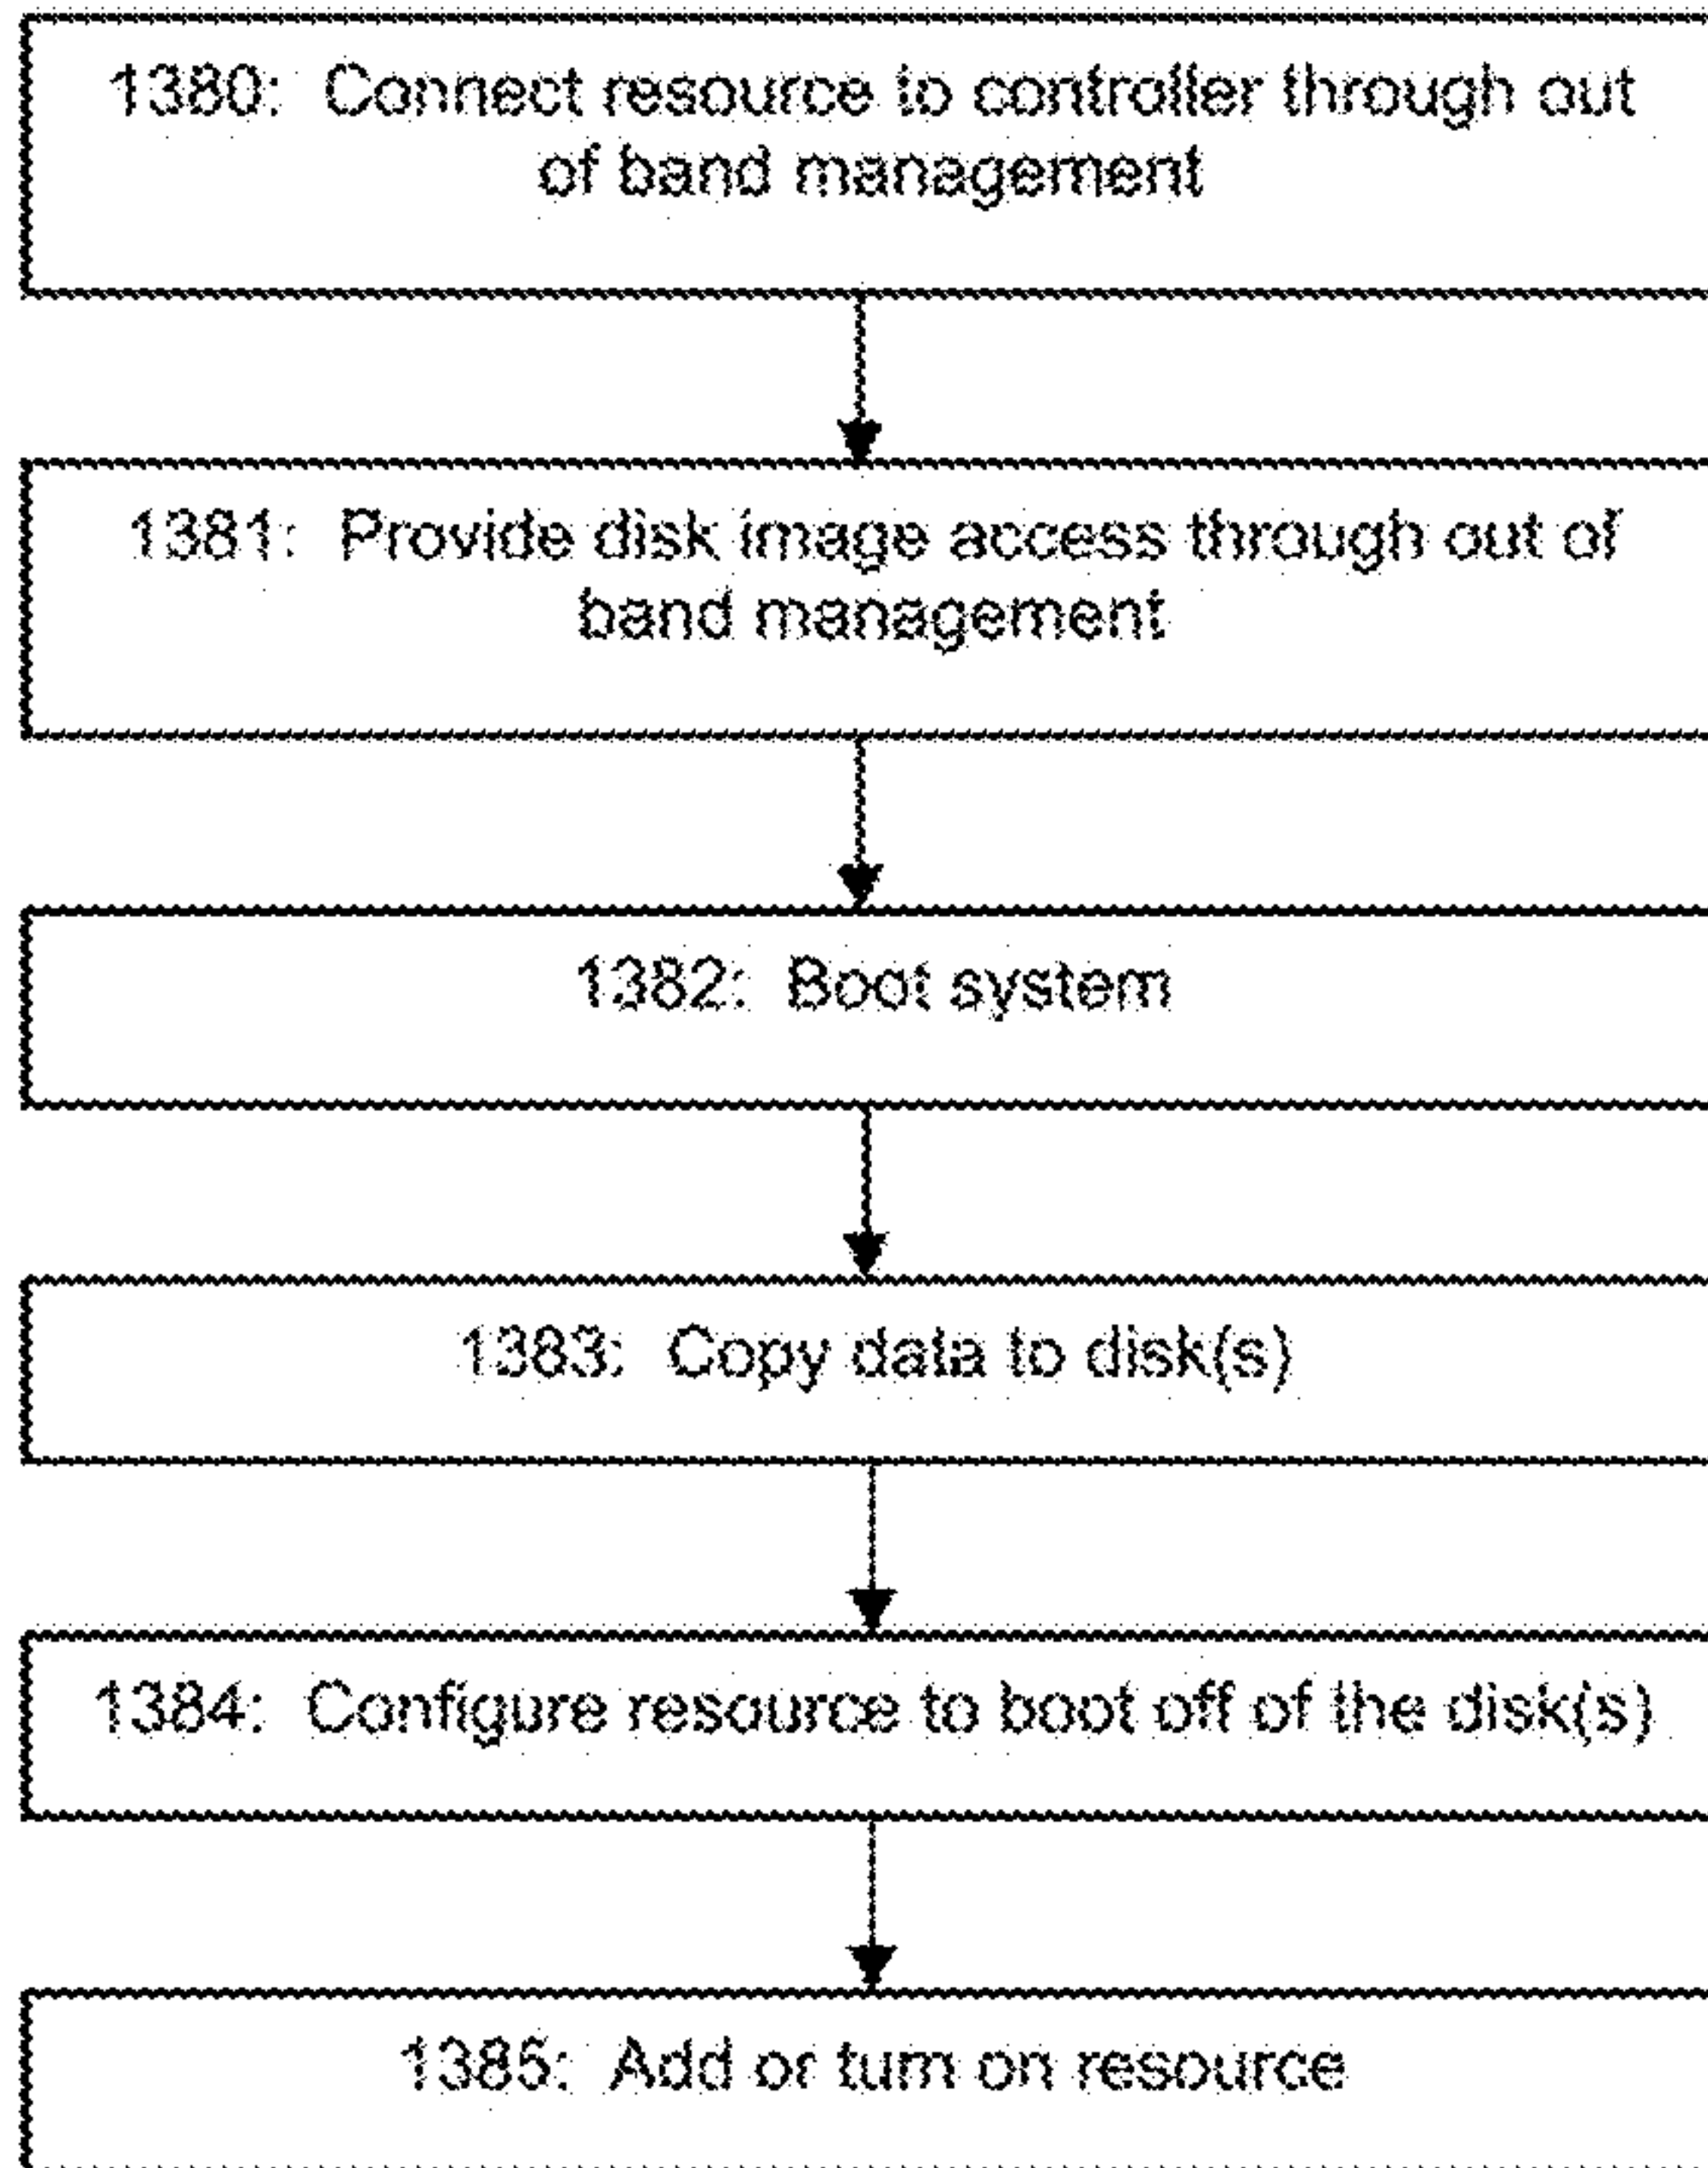 1380: Connect resource to controller through out
of band management
1381: Provide disk image access through out of
band management
1382: Boot system
1383: Copy data to disk(s)
1384: Configure resource to boot off of the disk(s)
1385: Add or turn on resource